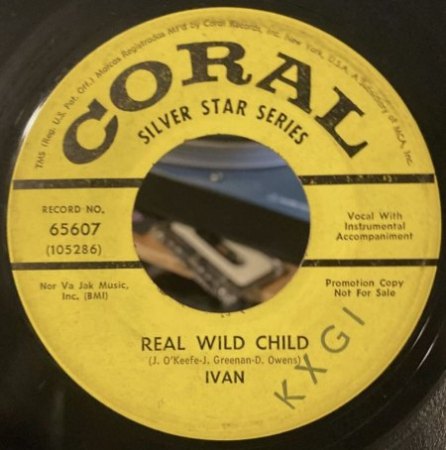 TMS (Reg. U.S. Pat. Off.) Marcas Registradas MF'd by Coral Records, Inc. New York, U.S.A. A Subsidiary of MCA, Inc.
CORAL
SILVER STAR SERIES
RECORD NO.
65607
(105286)
Vocal With
Instrumental
Accompaniment
Nor Va Jak Music,
Inc. (BMI)
Promotion Copy
Not For Sale
REAL WILD CHILD
(J. O'Keefe-J. Greenan-D. Owens)
IVAN
KXGI